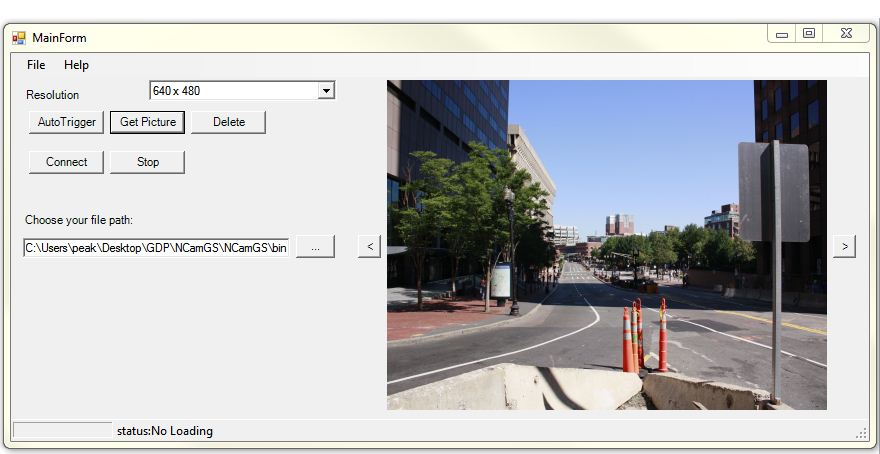 MainForm
File Help
Resolution 640 x 480
AutoTrigger Get Picture Delete
Connect Stop
Choose your file path:
C:\Users\peak\Desktop\GDP\NCamGS\NCamGS\bin ... < >
status:No Loading